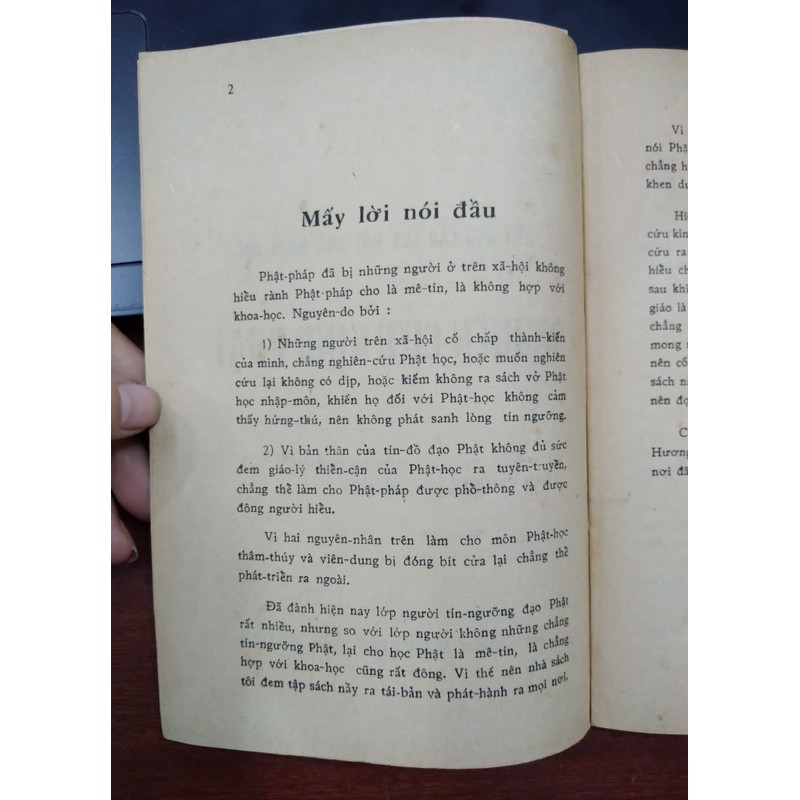 2
Mấy lời nói đầu
Phật-pháp đã bị những người ở trên xã-hội không
hiểu rành Phật-pháp cho là mê-tín, là không hợp với
khoa-học. Nguyên-do bởi :
1) Những người trên xã-hội cố chấp thành-kiến
của mình, chẳng nghiên-cứu Phật học, hoặc muốn nghiên
cứu lại không có dịp, hoặc kiếm không ra sách vở Phật
học nhập-môn, khiến họ đối với Phật-học không cảm
thấy hứng-thú, nên không phát sanh lòng tín ngưỡng.
2) Vì bản thân của tín-đồ đạo Phật không đủ sức
đem giáo-lý thiền-cận của Phật-học ra tuyên-truyền,
chẳng thể làm cho Phật-pháp được phổ-thông và được
đông người hiểu.
Vì hai nguyên-nhân trên làm cho môn Phật-học
thâm-thúy và viên-dung bị đóng bít cửa lại chẳng thể
phát-triển ra ngoài.
Đã đành hiện nay lớp người tín-ngưỡng đạo Phật
rất nhiều, nhưng so với lớp người không những chẳng
tín-ngưỡng Phật, lại cho học Phật là mê-tín, là chẳng
hợp với khoa-học cũng rất đông. Vì thế nên nhà sách
tôi đem tập sách nầy ra tái-bản và phát-hành ra mọi nơi.
Vì
nói Phậ
chẳng h
khen du
Hiệ
cứu kin
cứu ra
hiểu ch
sau khi
giáo là
chẳng
mong n
nên cố
sách n
nên đọ
C
Hương
nơi đâ